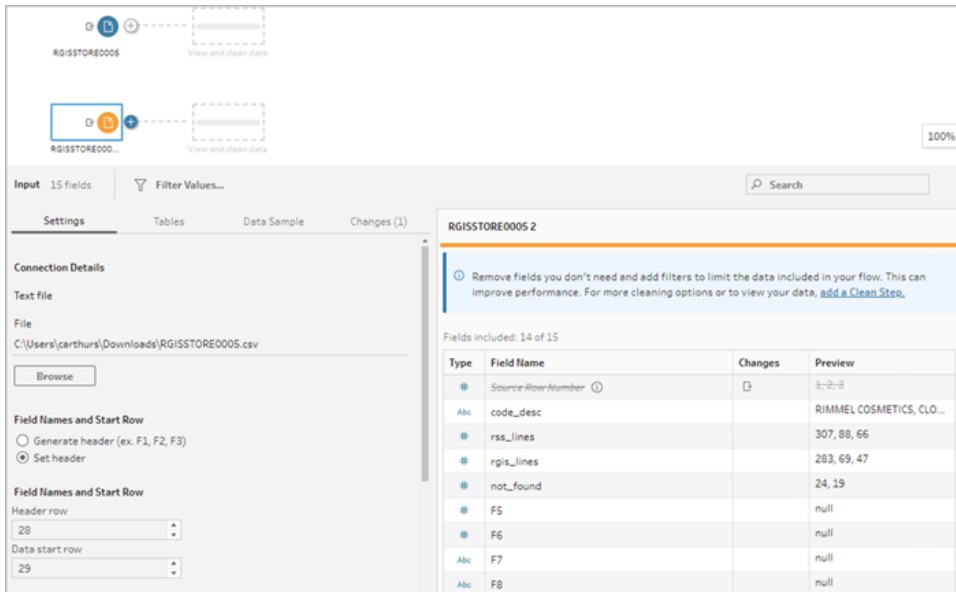 RGISSTORE0005
View and clean data
RGISSTORE000...
View and clean data
100%
Input 15 fields Filter Values... Search
Settings Tables Data Sample Changes (1)
RGISSTORE0005 2
Connection Details
Text file
File
C:\Users\carthurs\Downloads\RGISSTORE0005.csv
Browse
Field Names and Start Row
Generate header (ex. F1, F2, F3)
Set header
Field Names and Start Row
Header row
28
Data start row
29
Remove fields you don't need and add filters to limit the data included in your flow. This can
improve performance. For more cleaning options or to view your data, add a Clean Step.
Fields included: 14 of 15
Type Field Name Changes Preview
# Source Row Number 1, 2, 3
Abc code_desc RIMMEL COSMETICS, CLO...
# rss_lines 307, 88, 66
# rgis_lines 283, 69, 47
# not_found 24, 19
# F5 null
# F6 null
Abc F7 null
Abc F8 null